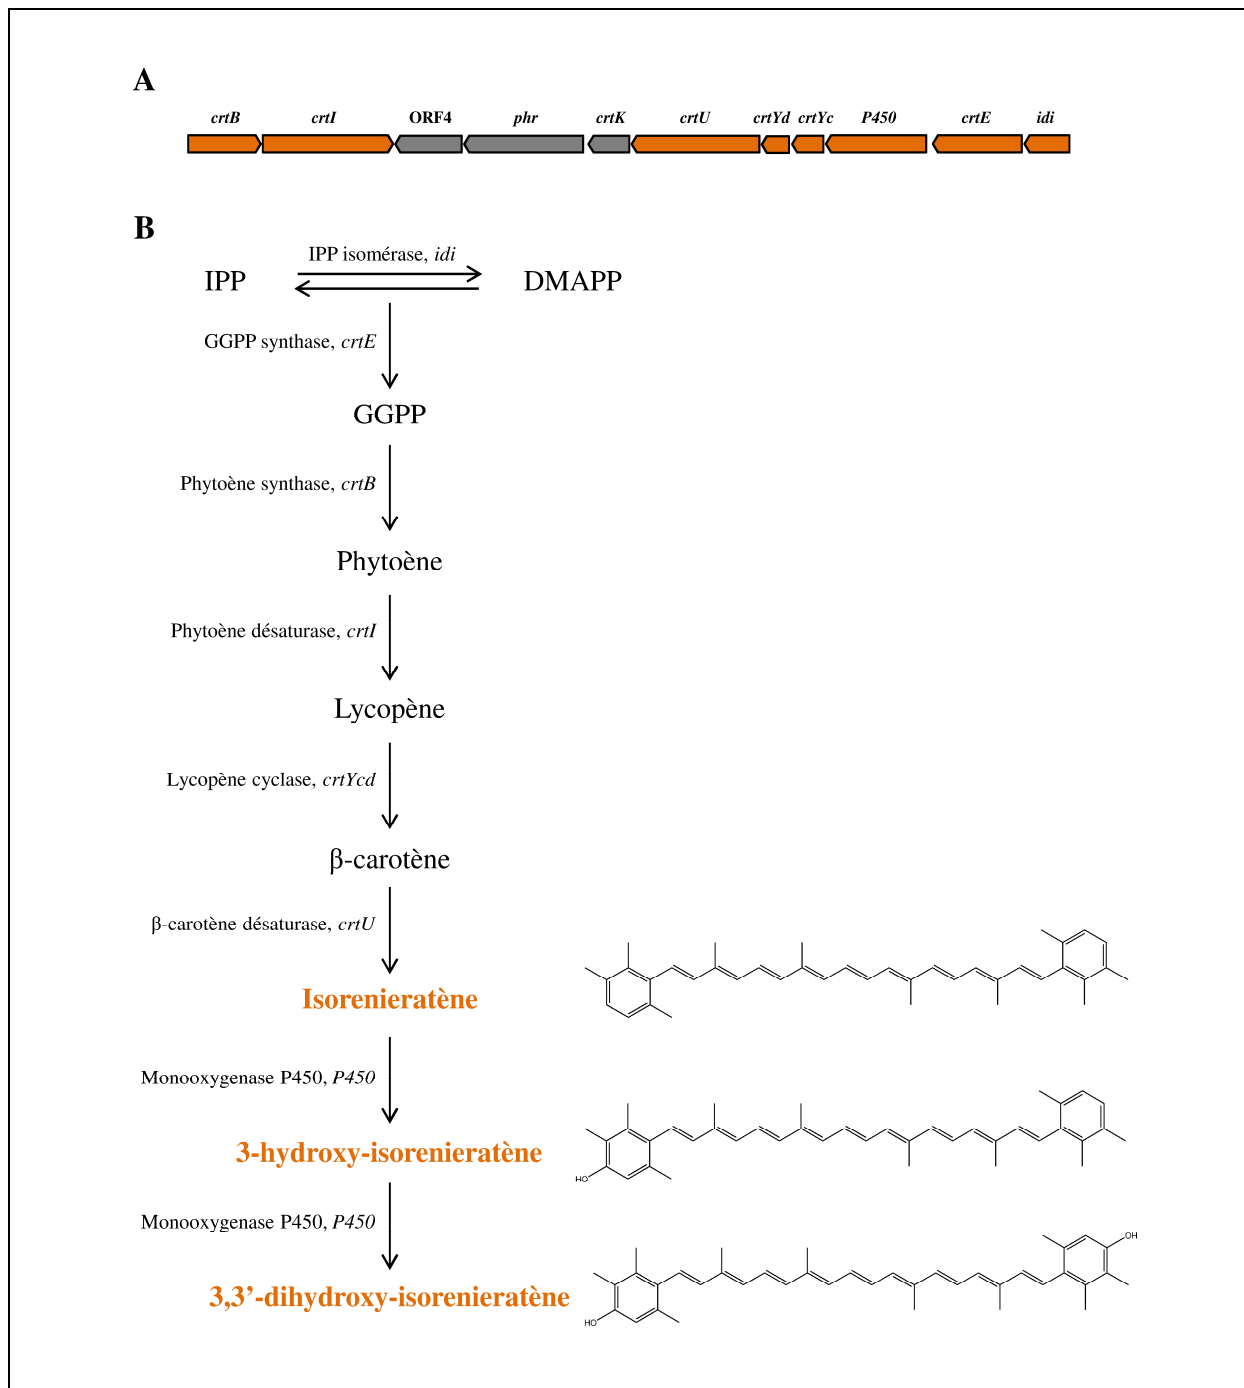 A
crtB crtI ORF4 phr crtK crtU crtYd crtYc P450 crtE idi
B
IPP isomérase, idi
IPP DMAPP
GGPP synthase, crtE
GGPP
Phytoène synthase, crtB
Phytoène
Phytoène désaturase, crtI
Lycopène
Lycopène cyclase, crtYcd
β-carotène
β-carotène désaturase, crtU
Isorenieratène
Monooxygenase P450, P450
3-hydroxy-isorenieratène
HO
Monooxygenase P450, P450
OH
3,3’-dihydroxy-isorenieratène
HO